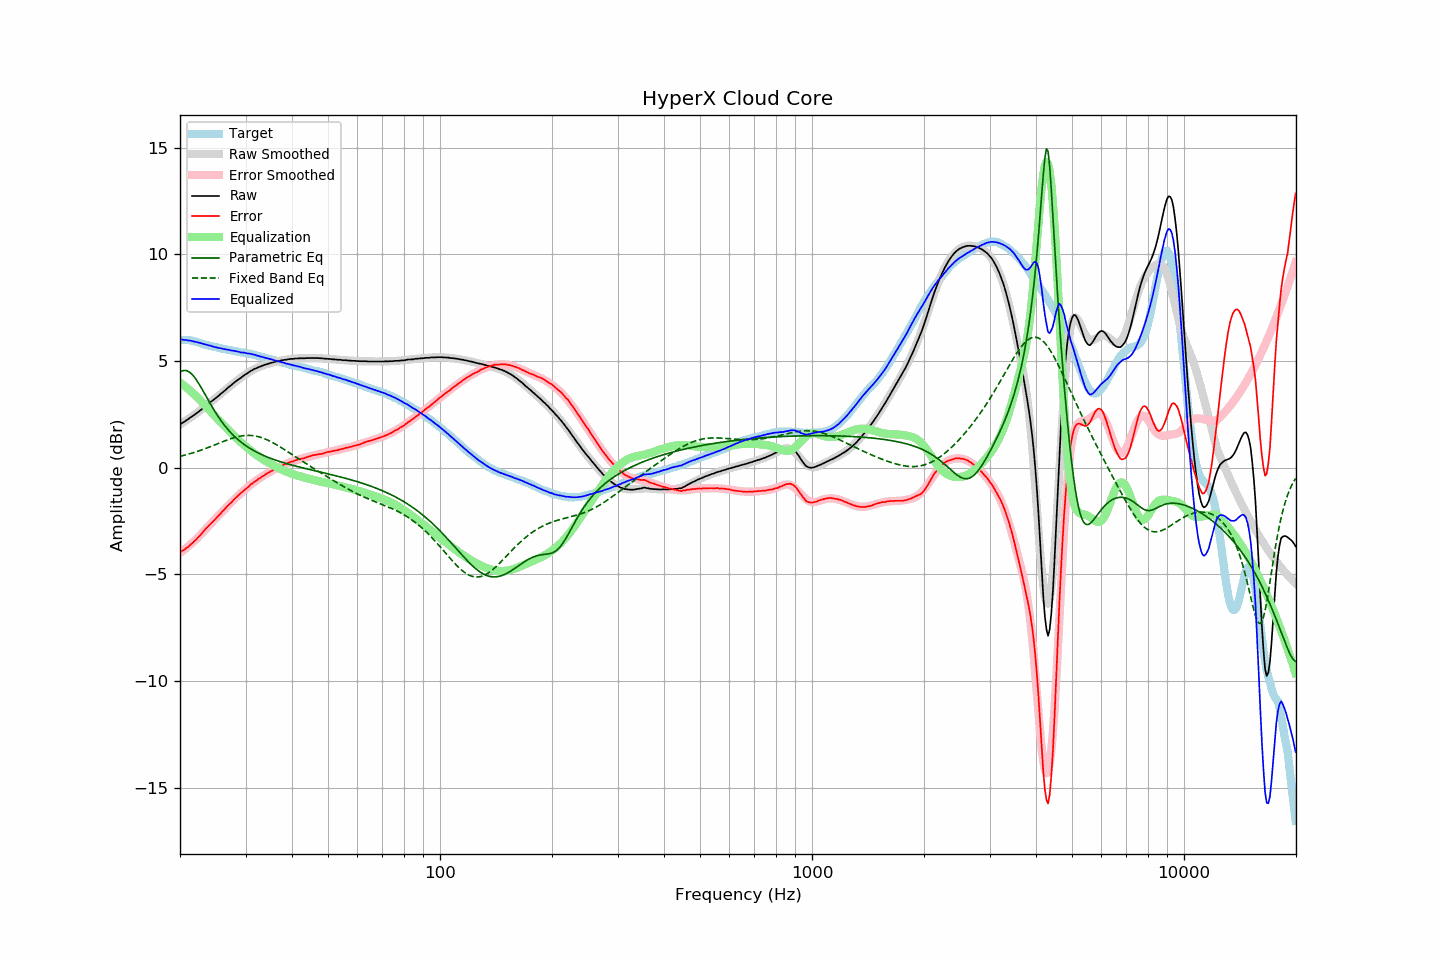 HyperX Cloud Core
Target
Raw Smoothed
Error Smoothed
Raw
Error
Equalization
Parametric Eq
Fixed Band Eq
Equalized
15
10
5
0
−5
−10
−15
Amplitude (dBr)
100
1000
10000
Frequency (Hz)